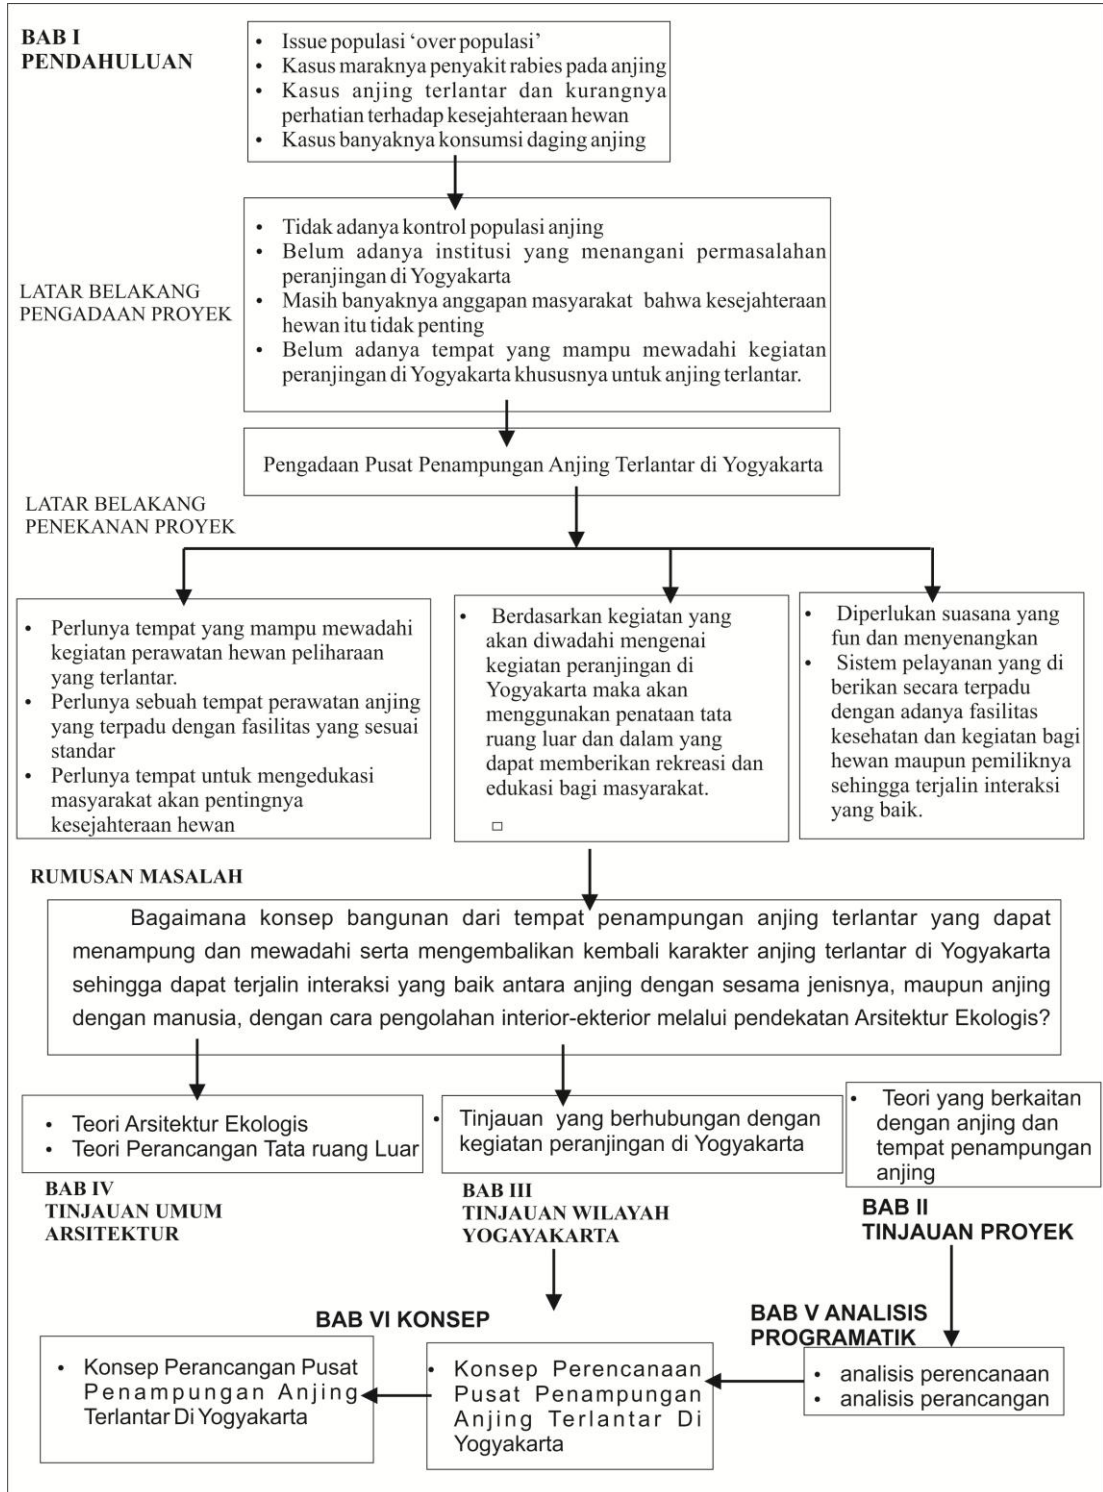 BAB I
PENDAHULUAN
• Issue populasi ‘over populasi’
• Kasus maraknya penyakit rabies pada anjing
• Kasus anjing terlantar dan kurangnya
perhatian terhadap kesejahteraan hewan
• Kasus banyaknya konsumsi daging anjing
LATAR BELAKANG
PENGADAAN PROYEK
• Tidak adanya kontrol populasi anjing
• Belum adanya institusi yang menangani permasalahan
peranjingan di Yogyakarta
• Masih banyaknya anggapan masyarakat bahwa kesejahteraan
hewan itu tidak penting
• Belum adanya tempat yang mampu mewadahi kegiatan
peranjingan di Yogyakarta khususnya untuk anjing terlantar.
Pengadaan Pusat Penampungan Anjing Terlantar di Yogyakarta
LATAR BELAKANG
PENEKANAN PROYEK
• Perlunya tempat yang mampu mewadahi
kegiatan perawatan hewan peliharaan
yang terlantar.
• Perlunya sebuah tempat perawatan anjing
yang terpadu dengan fasilitas yang sesuai
standar
• Perlunya tempat untuk mengedukasi
masyarakat akan pentingnya
kesejahteraan hewan
• Berdasarkan kegiatan yang
akan diwadahi mengenai
kegiatan peranjingan di
Yogyakarta maka akan
menggunakan penataan tata
ruang luar dan dalam yang
dapat memberikan rekreasi dan
edukasi bagi masyarakat.
□
• Diperlukan suasana yang
fun dan menyenangkan
• Sistem pelayanan yang di
berikan secara terpadu
dengan adanya fasilitas
kesehatan dan kegiatan bagi
hewan maupun pemiliknya
sehingga terjalin interaksi
yang baik.
RUMUSAN MASALAH
Bagaimana konsep bangunan dari tempat penampungan anjing terlantar yang dapat
menampung dan mewadahi serta mengembalikan kembali karakter anjing terlantar di Yogyakarta
sehingga dapat terjalin interaksi yang baik antara anjing dengan sesama jenisnya, maupun anjing
dengan manusia, dengan cara pengolahan interior-ekterior melalui pendekatan Arsitektur Ekologis?
• Teori Arsitektur Ekologis
• Teori Perancangan Tata ruang Luar
BAB IV
TINJAUAN UMUM
ARSITEKTUR
• Tinjauan yang berhubungan dengan
kegiatan peranjingan di Yogyakarta
BAB III
TINJAUAN WILAYAH
YOGAYAKARTA
• Teori yang berkaitan
dengan anjing dan
tempat penampungan
anjing
BAB II
TINJAUAN PROYEK
BAB V ANALISIS
PROGRAMATIK
• analisis perencanaan
• analisis perancangan
BAB VI KONSEP
• Konsep Perencanaan
Pusat Penampungan
Anjing Terlantar Di
Yogyakarta
• Konsep Perancangan Pusat
Penampungan Anjing
Terlantar Di Yogyakarta